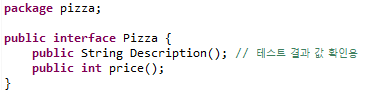 package pizza;
public interface Pizza {
public String Description(); // 테스트 결과 값 확인용
public int price();
}